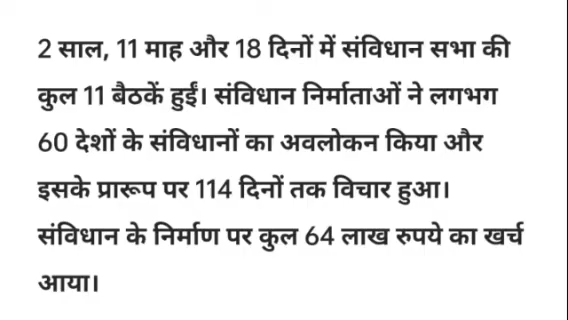 2 साल, 11 माह और 18 दिनों में संविधान सभा की
कुल 11 बैठकें हुईं। संविधान निर्माताओं ने लगभग
60 देशों के संविधानों का अवलोकन किया और
इसके प्रारूप पर 114 दिनों तक विचार हुआ।
संविधान के निर्माण पर कुल 64 लाख रुपये का खर्च
आया।